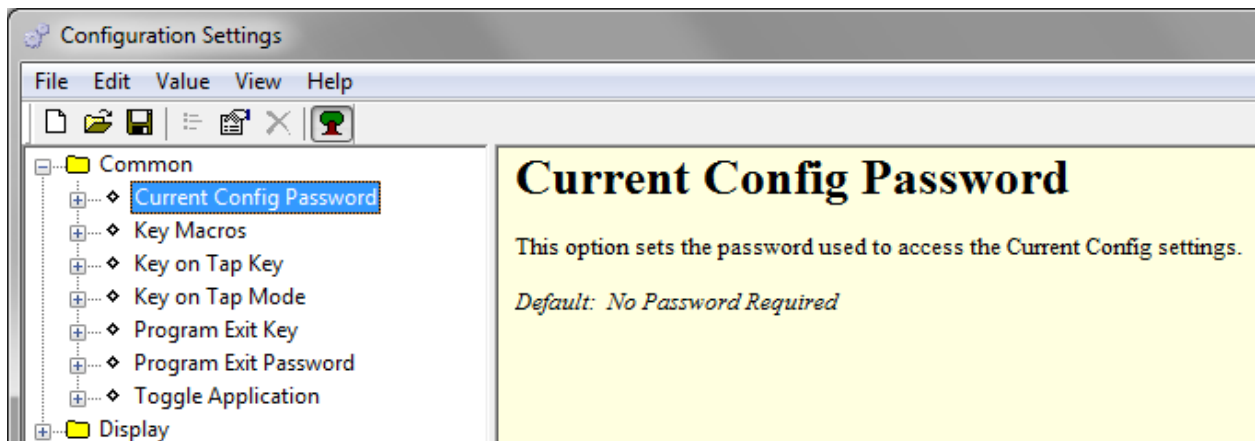 Configuration Settings
File Edit Value View Help
Common
Current Config Password
Key Macros
Key on Tap Key
Key on Tap Mode
Program Exit Key
Program Exit Password
Toggle Application
Display
Current Config Password
This option sets the password used to access the Current Config settings.
Default: No Password Required